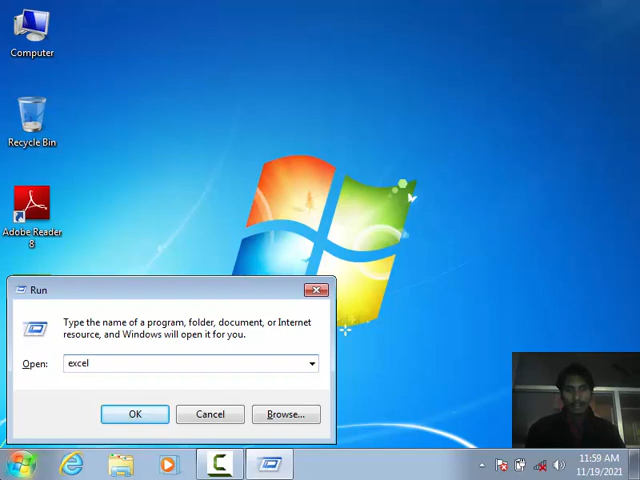 Computer
Recycle Bin
Adobe Reader
8
Run
Type the name of a program, folder, document, or Internet
resource, and Windows will open it for you.
Open: excel
OK Cancel Browse...
11:59 AM
11/19/2021